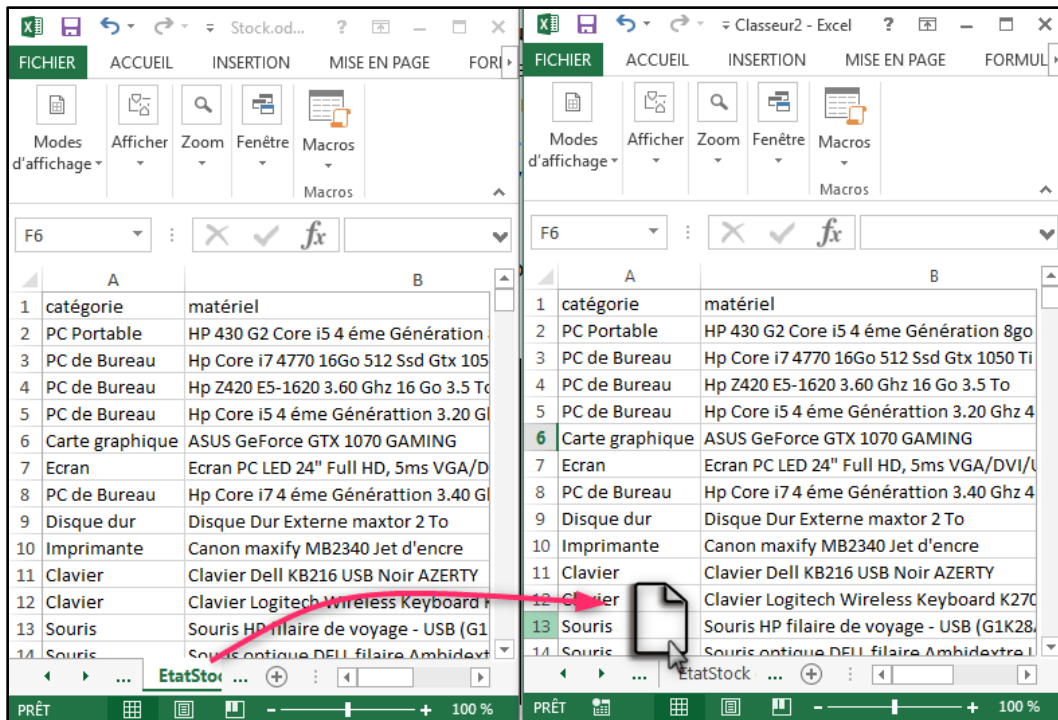 Stock.od... ?
FICHIER ACCUEIL INSERTION MISE EN PAGE
Modes d'affichage
Afficher
Zoom
Fenêtre
Macros
Macros
F6 fx
A B
1 catégorie matériel
2 PC Portable HP 430 G2 Core i5 4 éme Génération
3 PC de Bureau Hp Core i7 4770 16Go 512 Ssd Gtx 105
4 PC de Bureau Hp Z420 E5-1620 3.60 Ghz 16 Go 3.5 To
5 PC de Bureau Hp Core i5 4 éme Générattion 3.20 Gh
6 Carte graphique ASUS GeForce GTX 1070 GAMING
7 Ecran Ecran PC LED 24" Full HD, 5ms VGA/D
8 PC de Bureau Hp Core i7 4 éme Générattion 3.40 Gh
9 Disque dur Disque Dur Externe maxtor 2 To
10 Imprimante Canon maxify MB2340 Jet d'encre
11 Clavier Clavier Dell KB216 USB Noir AZERTY
12 Clavier Clavier Logitech Wireless Keyboard
13 Souris Souris HP filaire de voyage - USB (G1
14 Souris Souris optique DELL filaire Ambidext
... EtatStoc ...
PRÊT 100 %
Classeur2 - Excel ?
FICHIER ACCUEIL INSERTION MISE EN PAGE FORMUL
Modes d'affichage
Afficher
Zoom
Fenêtre
Macros
Macros
F6 fx
A B
1 catégorie matériel
2 PC Portable HP 430 G2 Core i5 4 éme Génération 8go
3 PC de Bureau Hp Core i7 4770 16Go 512 Ssd Gtx 1050 Ti
4 PC de Bureau Hp Z420 E5-1620 3.60 Ghz 16 Go 3.5 To
5 PC de Bureau Hp Core i5 4 éme Générattion 3.20 Ghz 4
6 Carte graphique ASUS GeForce GTX 1070 GAMING
7 Ecran Ecran PC LED 24" Full HD, 5ms VGA/DVI/
8 PC de Bureau Hp Core i7 4 éme Générattion 3.40 Ghz 4
9 Disque dur Disque Dur Externe maxtor 2 To
10 Imprimante Canon maxify MB2340 Jet d'encre
11 Clavier Clavier Dell KB216 USB Noir AZERTY
12 Clavier Clavier Logitech Wireless Keyboard K270
13 Souris Souris HP filaire de voyage - USB (G1K28
14 Souris Souris optique DELL filaire Ambidextre
... EtatStock ...
PRÊT 100 %